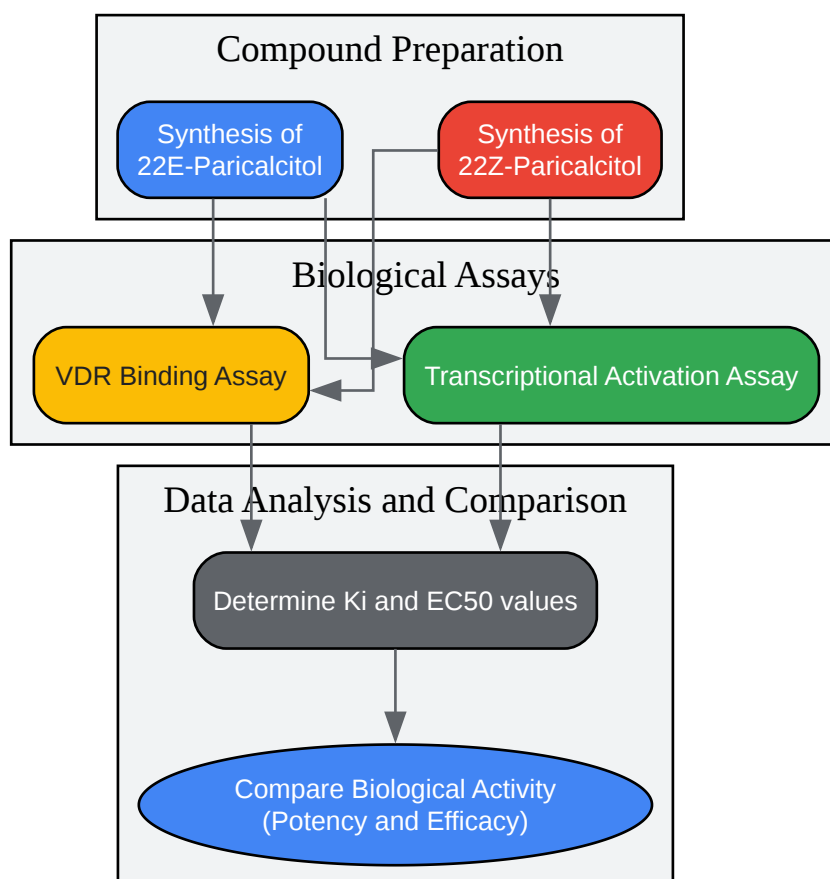 Compound Preparation
Synthesis of
22E-Paricalcitol
Synthesis of
22Z-Paricalcitol
Biological Assays
VDR Binding Assay
Transcriptional Activation Assay
Data Analysis and Comparison
Determine Ki and EC50 values
Compare Biological Activity
(Potency and Efficacy)